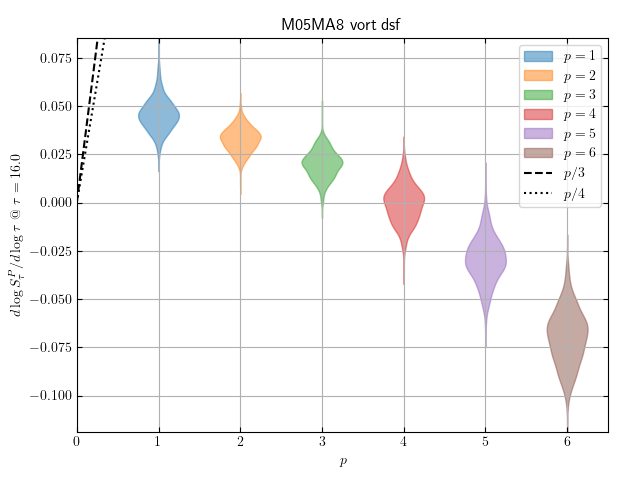 M05MA8 vort dsf
d log S_τ^P / d log τ @ τ = 16.0
0.075
0.050
0.025
0.000
−0.025
−0.050
−0.075
−0.100
p = 1
p = 2
p = 3
p = 4
p = 5
p = 6
p/3
p/4
0 1 2 3 4 5 6
p